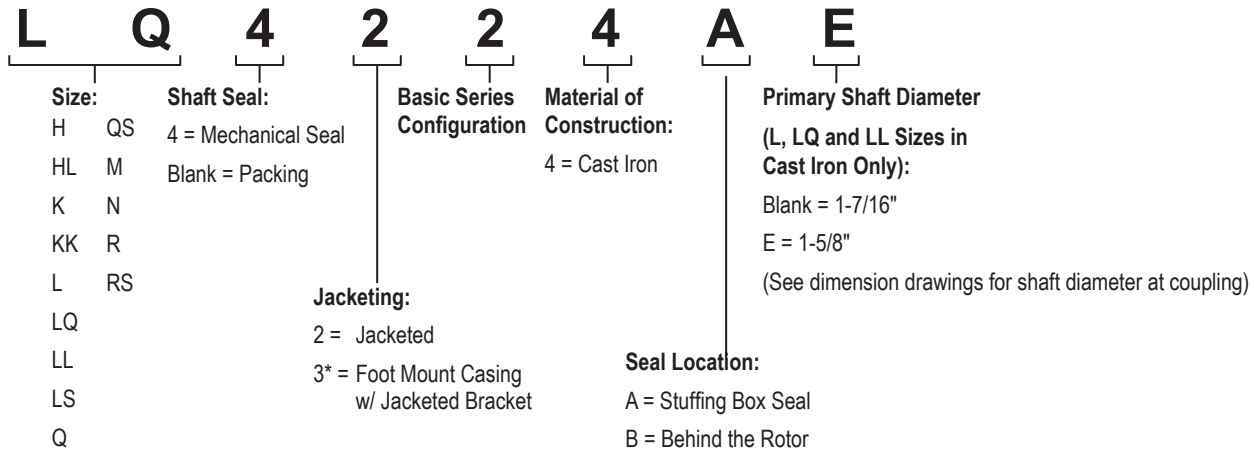 L Q 4 2 2 4 A E
Size:
H QS
HL M
K N
KK R
L RS
LQ
LL
LS
Q
Shaft Seal:
4 = Mechanical Seal
Blank = Packing
Jacketing:
2 = Jacketed
3* = Foot Mount Casing
w/ Jacketed Bracket
Basic Series
Configuration
Material of
Construction:
4 = Cast Iron
Seal Location:
A = Stuffing Box Seal
B = Behind the Rotor
Primary Shaft Diameter
(L, LQ and LL Sizes in
Cast Iron Only):
Blank = 1-7/16"
E = 1-5/8"
(See dimension drawings for shaft diameter at coupling)